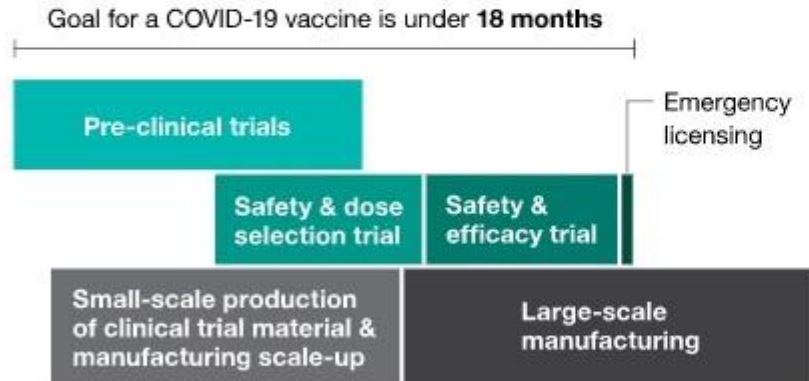 Goal for a COVID-19 vaccine is under 18 months
Pre-clinical trials
Emergency
licensing
Safety & dose
selection trial
Safety &
efficacy trial
Small-scale production
of clinical trial material &
manufacturing scale-up
Large-scale
manufacturing